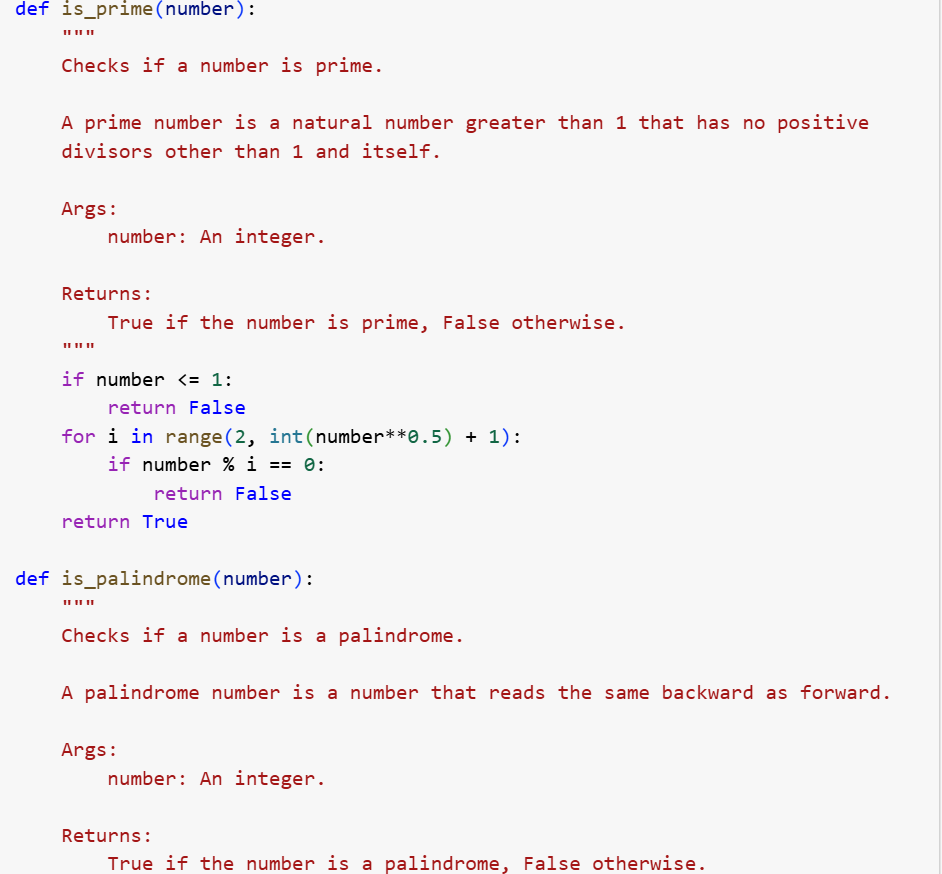 def is_prime(number):
    """
    Checks if a number is prime.

    A prime number is a natural number greater than 1 that has no positive
    divisors other than 1 and itself.

    Args:
        number: An integer.

    Returns:
        True if the number is prime, False otherwise.
    """
    if number <= 1:
        return False
    for i in range(2, int(number**0.5) + 1):
        if number % i == 0:
            return False
    return True

def is_palindrome(number):
    """
    Checks if a number is a palindrome.

    A palindrome number is a number that reads the same backward as forward.

    Args:
        number: An integer.

    Returns:
        True if the number is a palindrome, False otherwise.